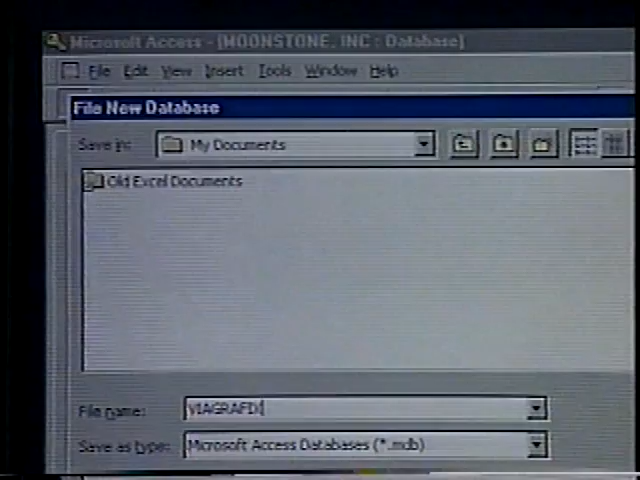 Microsoft Access - [MOONSTONE, INC : Database]
File Edit View Insert Tools Window Help
File New Database
Save in: My Documents
Old Excel Documents
File name: VIAGRAFIX
Save as type: Microsoft Access Databases (*.mdb)